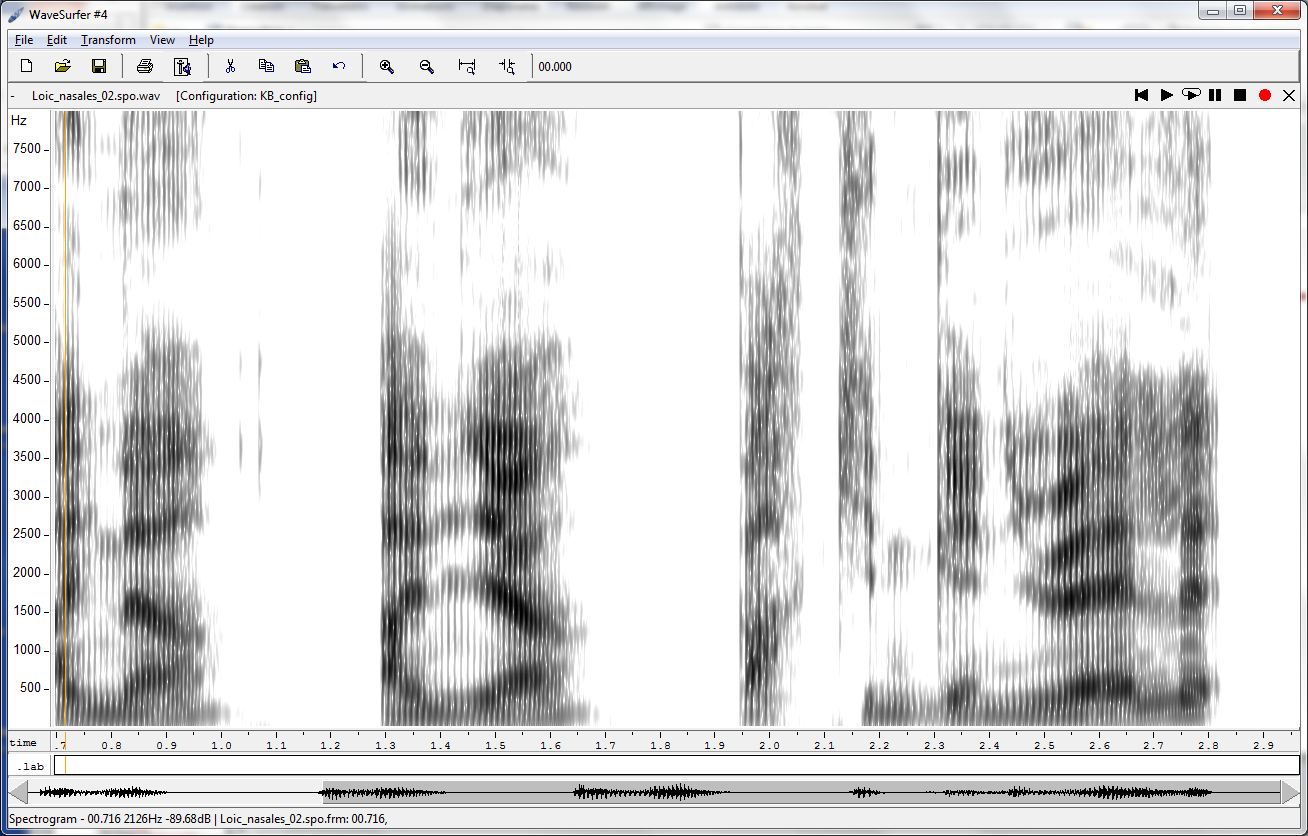 WaveSurfer #4
File Edit Transform View Help
00.000
- Loic_nasales_02.spo.wav [Configuration: KB_config]
Hz
7500
7000
6500
6000
5500
5000
4500
4000
3500
3000
2500
2000
1500
1000
500
time .7 0.8 0.9 1.0 1.1 1.2 1.3 1.4 1.5 1.6 1.7 1.8 1.9 2.0 2.1 2.2 2.3 2.4 2.5 2.6 2.7 2.8 2.9
.lab
Spectrogram - 00.716 2126Hz -89.68dB | Loic_nasales_02.spo.frm: 00.716,